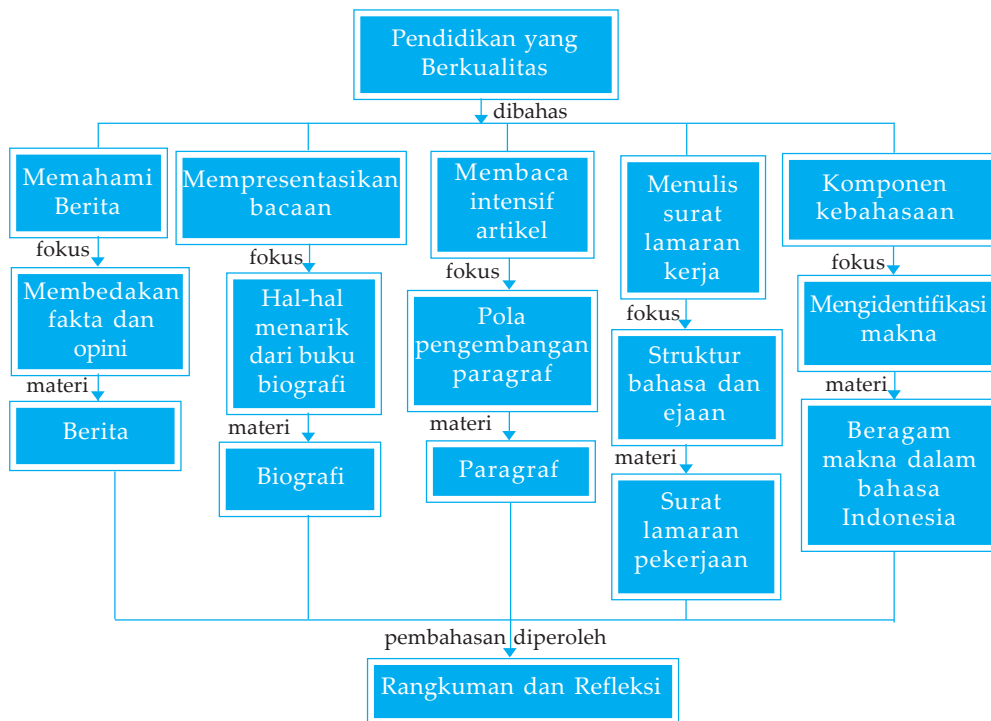 Pendidikan yang
Berkualitas
dibahas
Memahami
Berita
fokus
Membedakan
fakta dan
opini
materi
Berita
Mempresentasikan
bacaan
fokus
Hal-hal
menarik
dari buku
biografi
materi
Biografi
Membaca
intensif
artikel
fokus
Pola
pengembangan
paragraf
materi
Paragraf
Menulis
surat
lamaran
kerja
fokus
Struktur
bahasa dan
ejaan
materi
Surat
lamaran
pekerjaan
Komponen
kebahasaan
fokus
Mengidentifikasi
makna
materi
Beragam
makna dalam
bahasa
Indonesia
pembahasan diperoleh
Rangkuman dan Refleksi